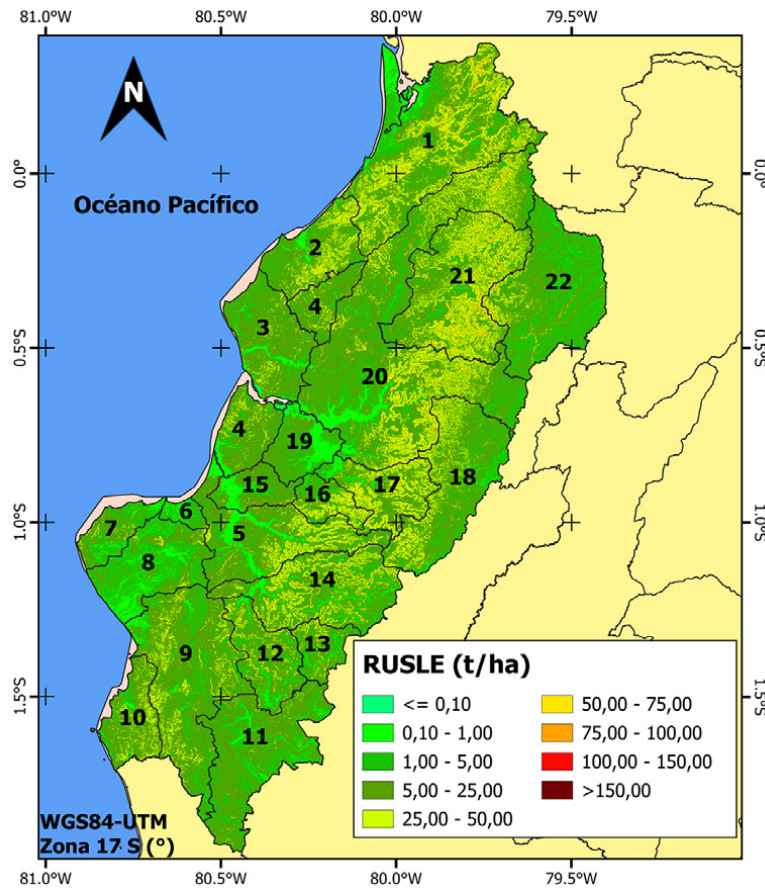 81.0°W 80.5°W 80.0°W 79.5°W
N
1
0.0° 0.0°
Océano Pacífico
2
21
22
4
3
0.5°S 0.5°S
20
4
19
15
16
17
18
6
7
5
1.0°S 1.0°S
8
14
9
12
13
10
11
1.5°S 1.5°S
RUSLE (t/ha)
<= 0,10
0,10 - 1,00
1,00 - 5,00
5,00 - 25,00
25,00 - 50,00
50,00 - 75,00
75,00 - 100,00
100,00 - 150,00
>150,00
WGS84-UTM
Zona 17 S (°)
81.0°W 80.5°W 80.0°W 79.5°W